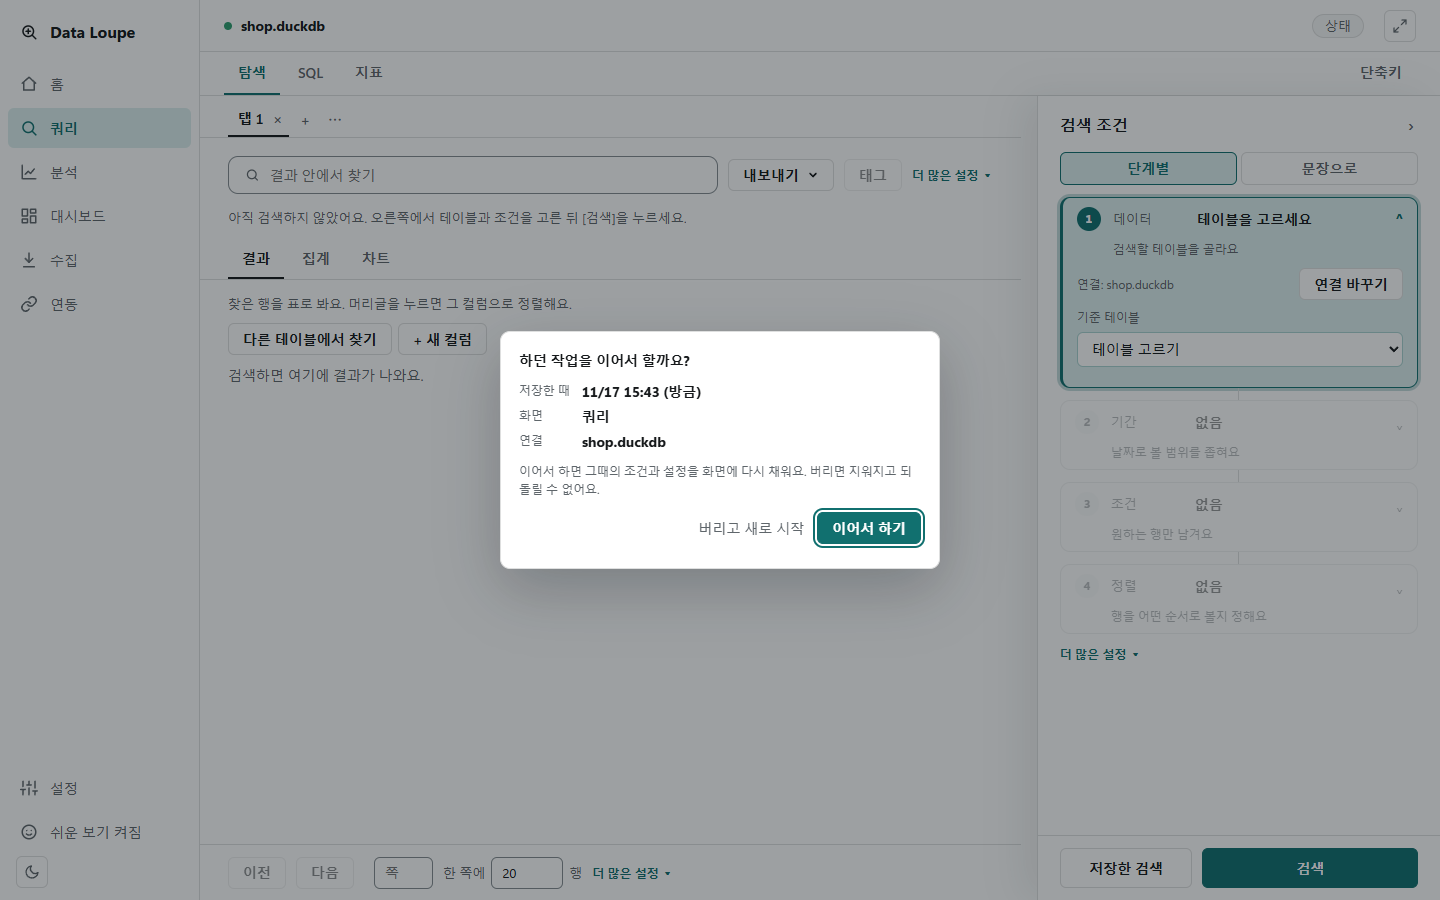 Data Loupe
홈
쿼리
분석
대시보드
수집
연동
설정
쉬운 보기 켜짐
shop.duckdb
상태
탐색 SQL 지표
단축키
탭 1 × + ⋯
결과 안에서 찾기
내보내기
태그
더 많은 설정
아직 검색하지 않았어요. 오른쪽에서 테이블과 조건을 고른 뒤 [검색]을 누르세요.
결과 집계 차트
찾은 행을 표로 봐요. 머리글을 누르면 그 컬럼으로 정렬해요.
다른 테이블에서 찾기
+ 새 컬럼
검색하면 여기에 결과가 나와요.
하던 작업을 이어서 할까요?
저장한 때 11/17 15:43 (방금)
화면 쿼리
연결 shop.duckdb
이어서 하면 그때의 조건과 설정을 화면에 다시 채워요. 버리면 지워지고 되
돌릴 수 없어요.
버리고 새로 시작
이어서 하기
이전
다음
쪽
한 쪽에 20 행
더 많은 설정
검색 조건
단계별
문장으로
1 데이터 테이블을 고르세요
검색할 테이블을 골라요
연결: shop.duckdb
연결 바꾸기
기준 테이블
테이블 고르기
2 기간 없음
날짜로 볼 범위를 좁혀요
3 조건 없음
원하는 행만 남겨요
4 정렬 없음
행을 어떤 순서로 볼지 정해요
더 많은 설정
저장한 검색
검색